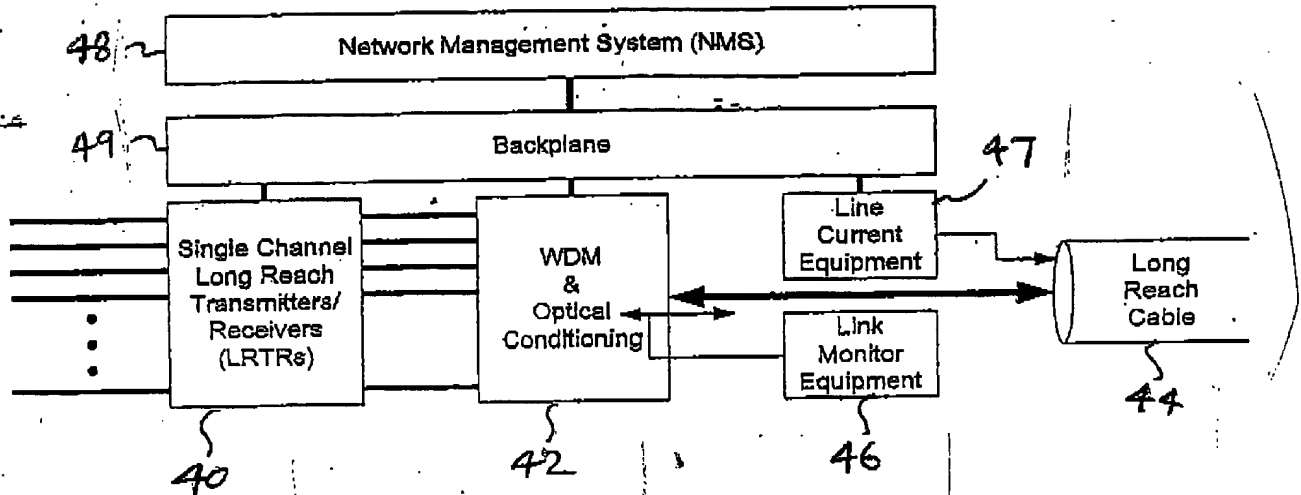 48
Network Management System (NMS)
49
Backplane
47
Single Channel
Long Reach
Transmitters/
Receivers
(LRTRs)
WDM
&
Optical
Conditioning
Line
Current
Equipment
Link
Monitor
Equipment
Long
Reach
Cable
40
42
46
44